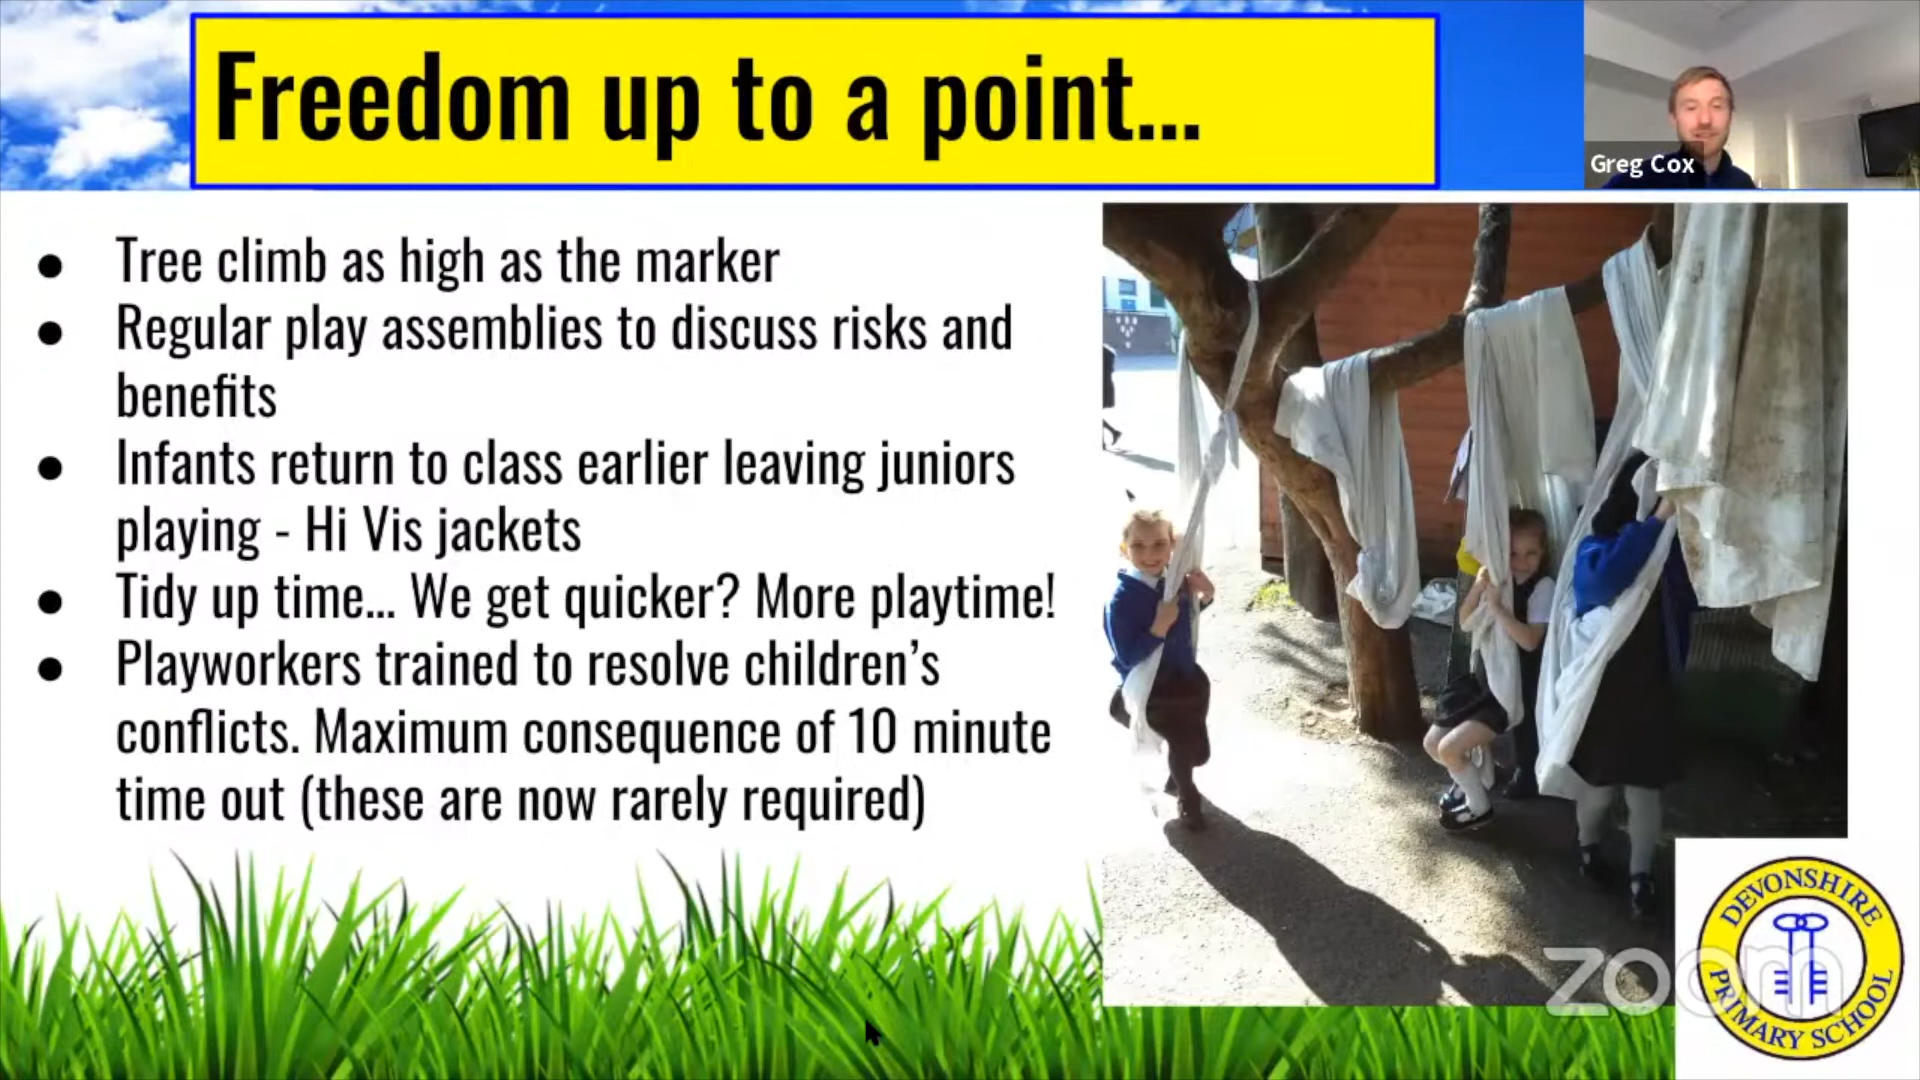 Freedom up to a point...
Greg Cox
● Tree climb as high as the marker
● Regular play assemblies to discuss risks and
benefits
● Infants return to class earlier leaving juniors
playing - Hi Vis jackets
● Tidy up time... We get quicker? More playtime!
● Playworkers trained to resolve children’s
conflicts. Maximum consequence of 10 minute
time out (these are now rarely required)
zoom
DEVONSHIRE
PRIMARY SCHOOL